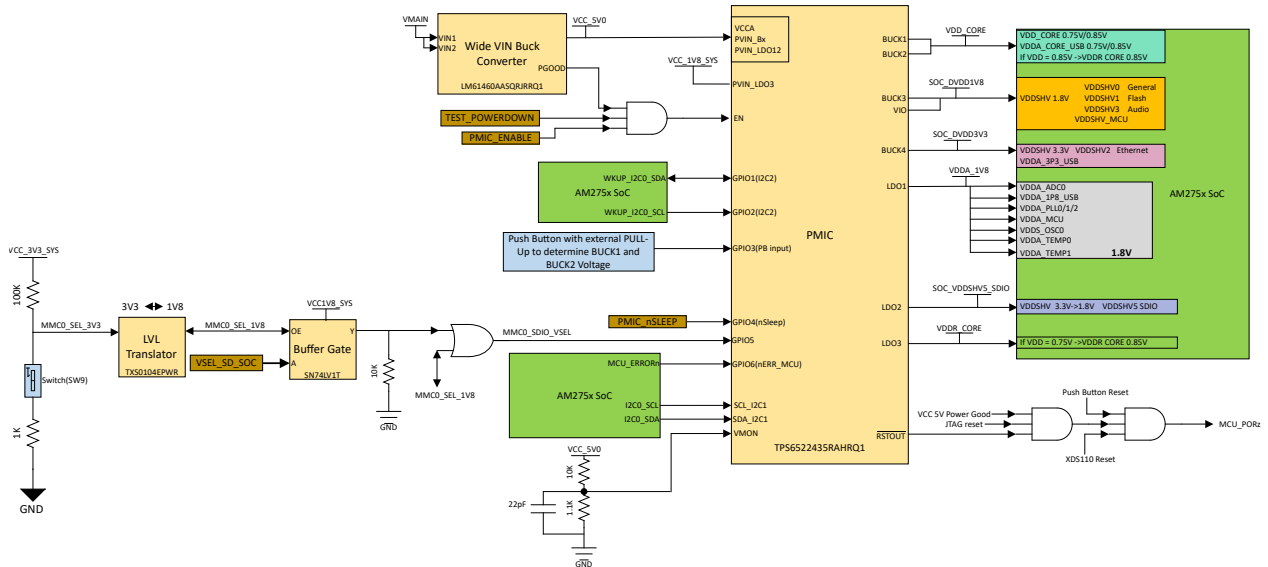 VMAIN
VIN1
VIN2
Wide VIN Buck
Converter
PGOOD
LM61460AASQRJRRQ1
VCC_5V0
VCC_1V8_SYS
TEST_POWERDOWN
PMIC_ENABLE
VCCA
PVIN_Bx
PVIN_LDO12
PVIN_LDO3
EN
WKUP_I2C0_SDA
AM275x SoC
WKUP_I2C0_SCL
GPIO1(I2C2)
GPIO2(I2C2)
Push Button with external PULL-
Up to determine BUCK1 and
BUCK2 Voltage
GPIO3(PB input)
PMIC
PMIC_nSLEEP
GPIO4(nSleep)
MMC0_SDIO_VSEL
GPIO5
MCU_ERRORn
GPIO6(nERR_MCU)
AM275x SoC
I2C0_SCL
I2C0_SDA
SCL_I2C1
SDA_I2C1
VMON
TPS6522435RAHRQ1
VCC_5V0
10K
1.1K
22pF
GND
VCC_3V3_SYS
100K
MMC0_SEL_3V3
Switch(SW9)
1K
GND
3V3
1V8
LVL
Translator
TXS0104EPWR
MMC0_SEL_1V8
VSEL_SD_SOC
VCC1V8_SYS
OE
Y
Buffer Gate
A
SN74LV1T
10K
GND
MMC0_SEL_1V8
BUCK1
BUCK2
VDD_CORE
VDD_CORE 0.75V/0.85V
VDDA_CORE_USB 0.75V/0.85V
If VDD = 0.85V ->VDDR CORE 0.85V
BUCK3
VIO
SOC_DVDD1V8
VDDSHV 1.8V
VDDSHV0 General
VDDSHV1 Flash
VDDSHV3 Audio
VDDSHV_MCU
BUCK4
SOC_DVDD3V3
VDDSHV 3.3V VDDSHV2 Ethernet
VDDA_3P3_USB
LDO1
VDDA_1V8
VDDA_ADC0
VDDA_1P8_USB
VDDA_PLL0/1/2
VDDA_MCU
VDDS_OSC0
VDDA_TEMP0
VDDA_TEMP1
1.8V
AM275x SoC
LDO2
SOC_VDDSHV5_SDIO
VDDSHV 3.3V->1.8V VDDSHV5 SDIO
LDO3
VDDR_CORE
If VDD = 0.75V ->VDDR CORE 0.85V
Push Button Reset
VCC 5V Power Good
JTAG reset
RSTOUT
XDS110 Reset
MCU_PORz